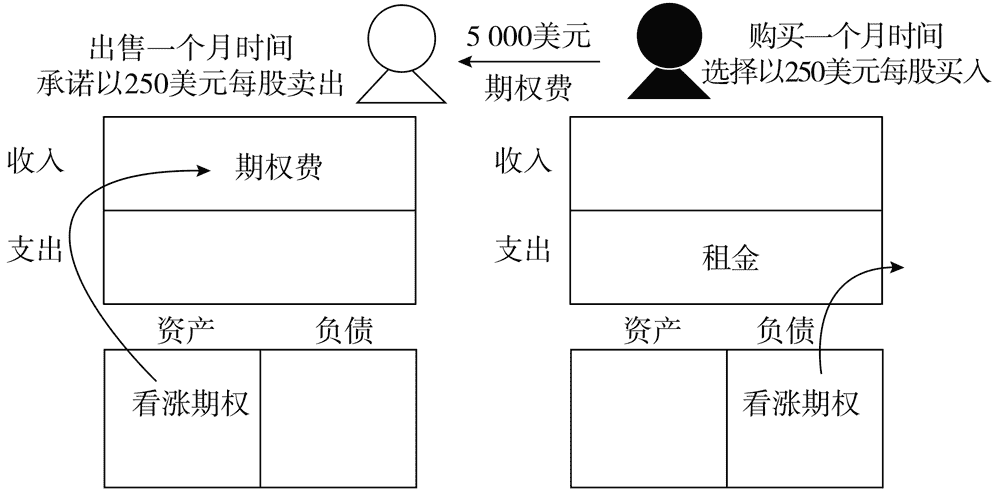 出售一个月时间
承诺以250美元每股卖出
5 000美元
期权费
购买一个月时间
选择以250美元每股买入
收入
期权费
支出
资产
负债
看涨期权
收入
支出
租金
资产
负债
看涨期权